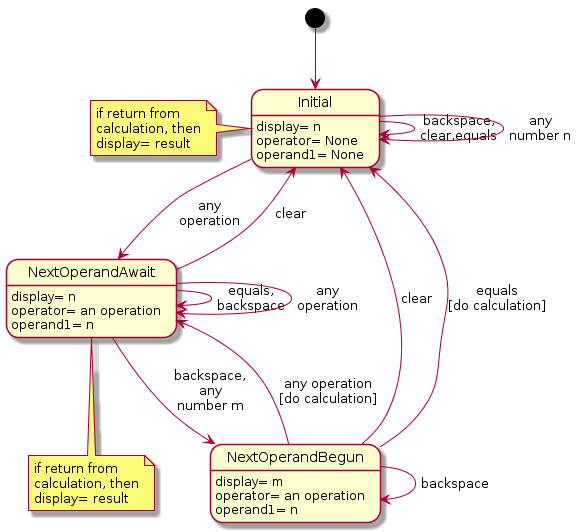 Initial
display= n
operator= None
operand1= None
if return from
calculation, then
display= result
backspace,
clear,equals
any
number n
any
operation
clear
NextOperandAwait
display= n
operator= an operation
operand1= n
equals,
backspace
any
operation
clear
equals
[do calculation]
backspace,
any
number m
any operation
[do calculation]
if return from
calculation, then
display= result
NextOperandBegun
display= m
operator= an operation
operand1= n
backspace